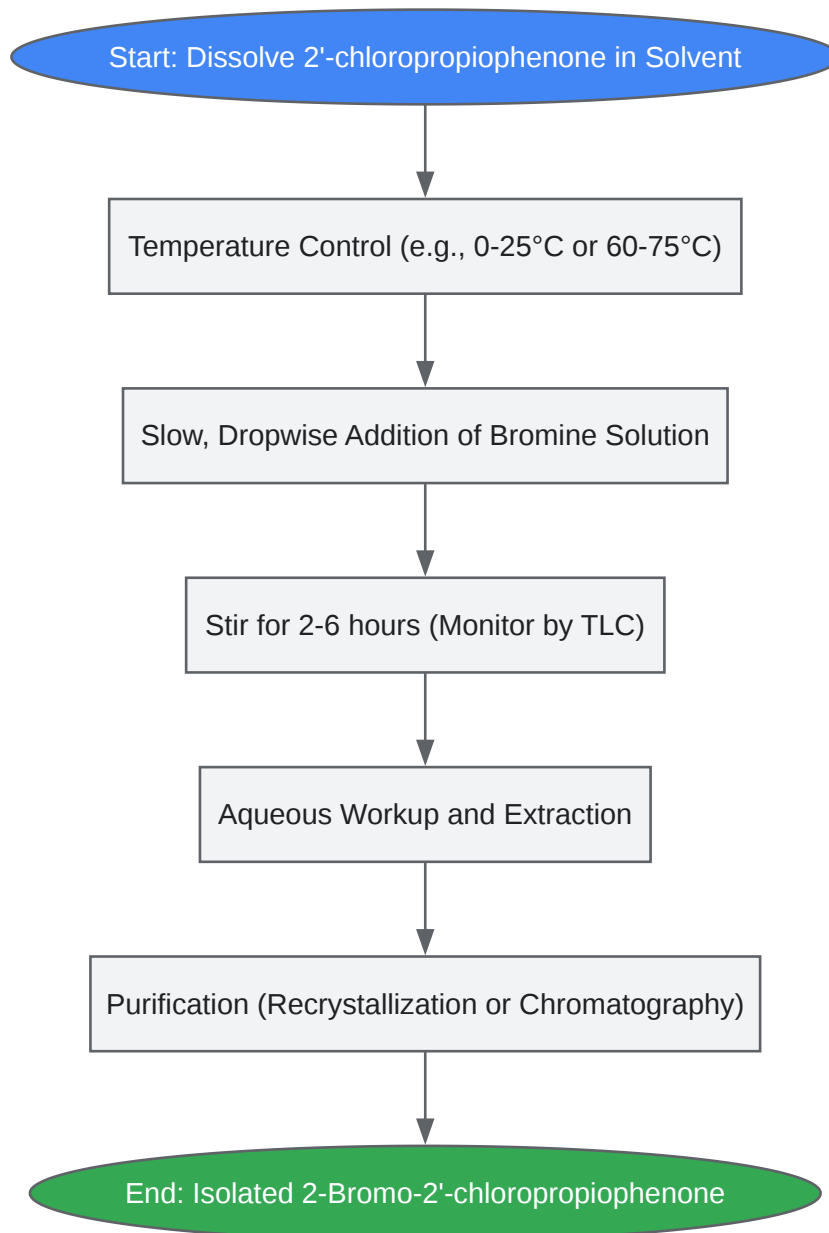 Start: Dissolve 2'-chloropropiophenone in Solvent
Temperature Control (e.g., 0-25°C or 60-75°C)
Slow, Dropwise Addition of Bromine Solution
Stir for 2-6 hours (Monitor by TLC)
Aqueous Workup and Extraction
Purification (Recrystallization or Chromatography)
End: Isolated 2-Bromo-2'-chloropropiophenone